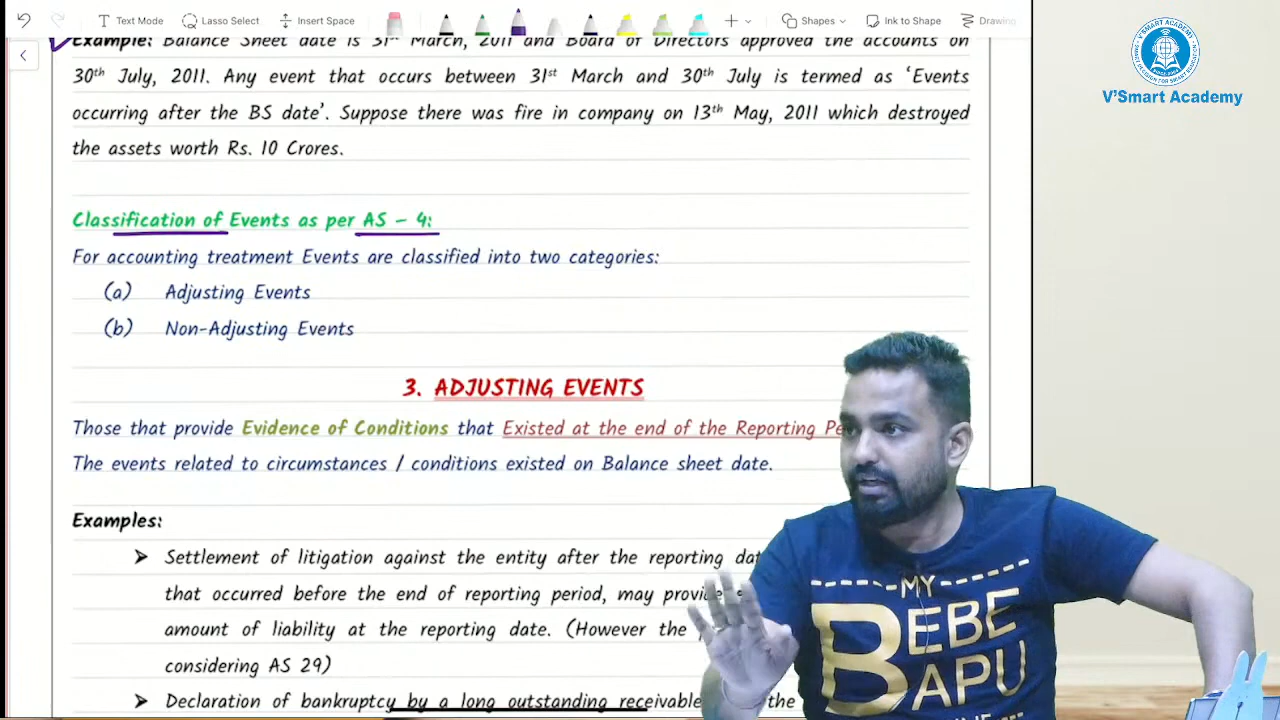 Text Mode
Lasso Select
Insert Space
Shapes
Ink to Shape
Drawing
V'SMART ACADEMY
V'Smart Academy
Example: Balance Sheet date is 31st March, 2011 and Board of Directors approved the accounts on
30th July, 2011. Any event that occurs between 31st March and 30th July is termed as ‘Events
occurring after the BS date’. Suppose there was fire in company on 13th May, 2011 which destroyed
the assets worth Rs. 10 Crores.
Classification of Events as per AS – 4:
For accounting treatment Events are classified into two categories:
(a) Adjusting Events
(b) Non-Adjusting Events
3. ADJUSTING EVENTS
Those that provide Evidence of Conditions that Existed at the end of the Reporting
The events related to circumstances / conditions existed on Balance sheet date.
Examples:
➤ Settlement of litigation against the entity after the reporting
that occurred before the end of reporting period, may
amount of liability at the reporting date. (However the
considering AS 29)
➤ Declaration of bankruptcy by a long outstanding receivable the
MY
BEBE
BAPU